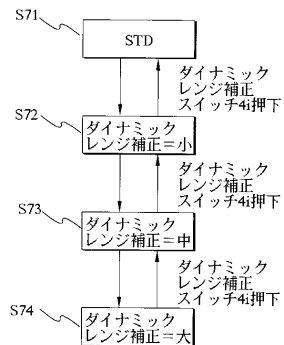 S71
STD
ダイナミック
レンジ補正
スイッチ4i押下
S72
ダイナミック
レンジ補正=小
ダイナミック
レンジ補正
スイッチ4i押下
S73
ダイナミック
レンジ補正=中
ダイナミック
レンジ補正
スイッチ4i押下
S74
ダイナミック
レンジ補正=大